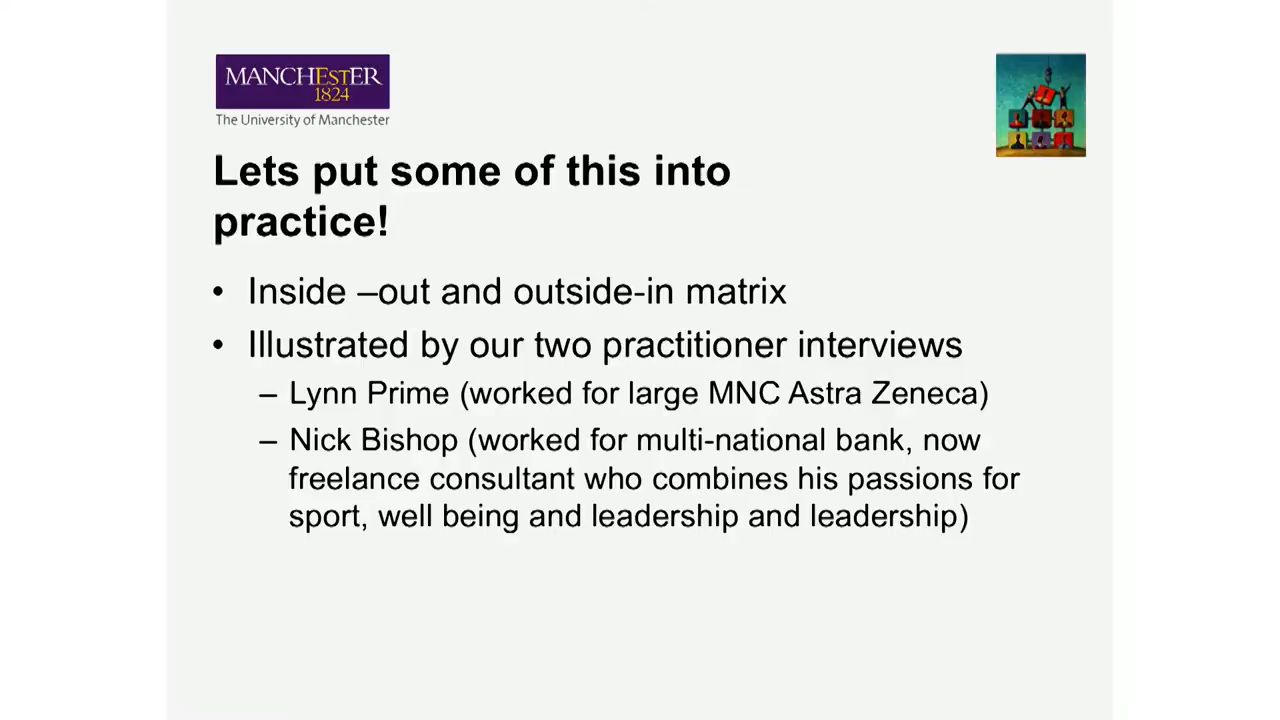 MANCHESTER
1824
The University of Manchester
Lets put some of this into
practice!
• Inside –out and outside-in matrix
• Illustrated by our two practitioner interviews
– Lynn Prime (worked for large MNC Astra Zeneca)
– Nick Bishop (worked for multi-national bank, now
freelance consultant who combines his passions for
sport, well being and leadership and leadership)